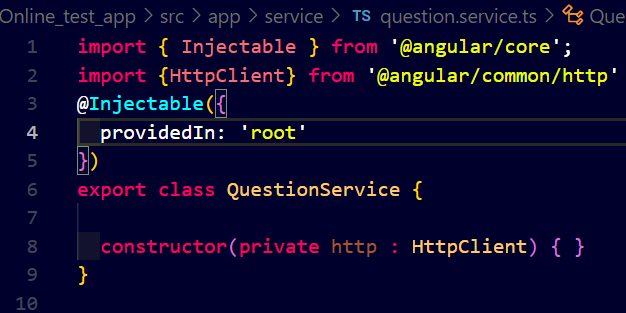 Online_test_app > src > app > service > TS question.service.ts > Que
1 import { Injectable } from '@angular/core';
2 import {HttpClient} from '@angular/common/http'
3 @Injectable({
4 providedIn: 'root'
5 })
6 export class QuestionService {
7
8 constructor(private http : HttpClient) { }
9 }
10